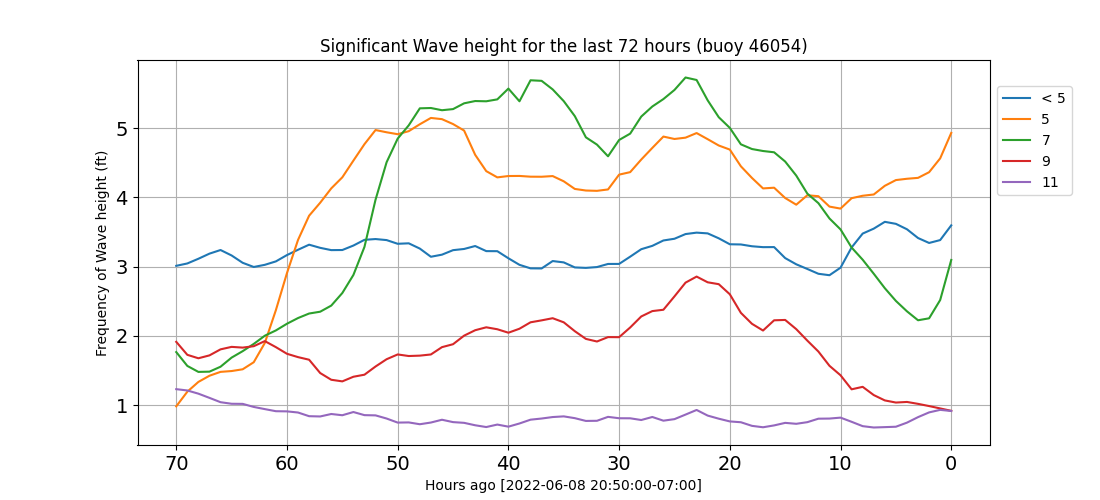 Significant Wave height for the last 72 hours (buoy 46054)
Frequency of Wave height (ft)
5
4
3
2
1
70 60 50 40 30 20 10 0
Hours ago [2022-06-08 20:50:00-07:00]
< 5
5
7
9
11